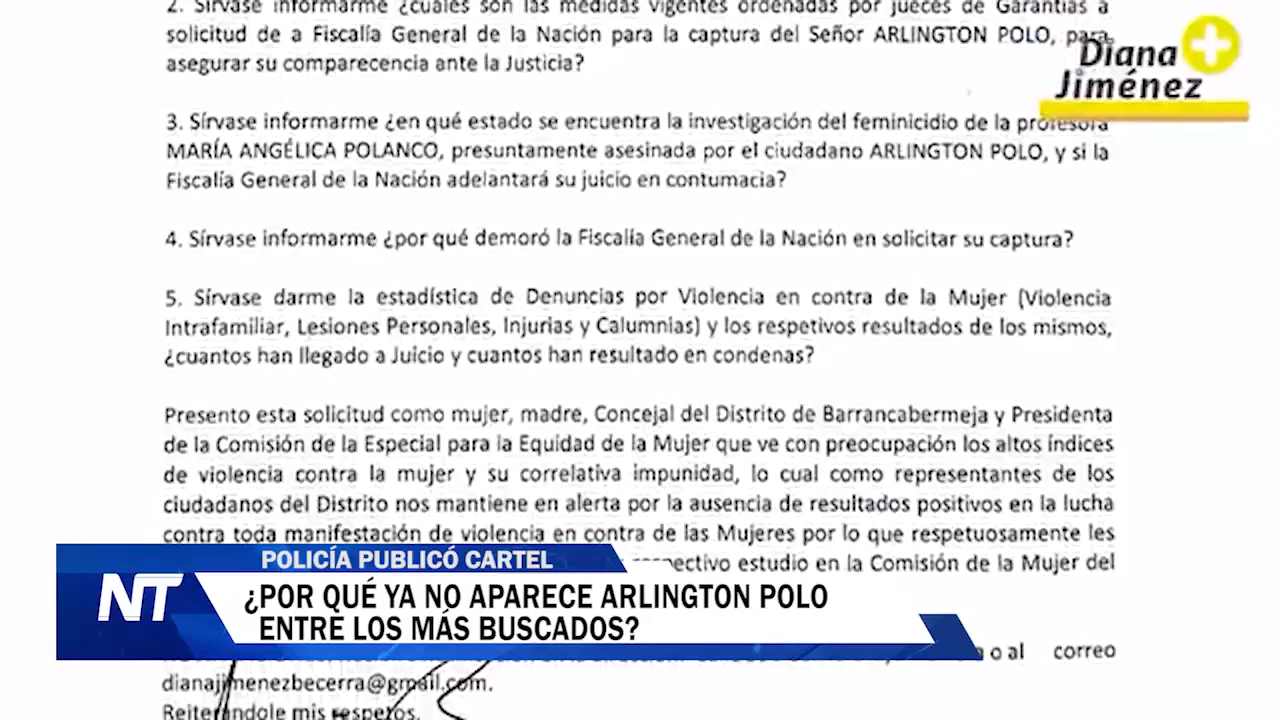 2. Sírvase informarme ¿cuáles son las medidas vigentes ordenadas por jueces de Garantías a
solicitud de a Fiscalía General de la Nación para la captura del Señor ARLINGTON POLO, para
asegurar su comparecencia ante la Justicia?
Diana
Jiménez
3. Sírvase informarme ¿en qué estado se encuentra la investigación del feminicidio de la profesora
MARÍA ANGÉLICA POLANCO, presuntamente asesinada por el ciudadano ARLINGTON POLO, y si la
Fiscalía General de la Nación adelantará su juicio en contumacia?
4. Sírvase informarme ¿por qué demoró la Fiscalía General de la Nación en solicitar su captura?
5. Sírvase darme la estadística de Denuncias por Violencia en contra de la Mujer (Violencia
Intrafamiliar, Lesiones Personales, Injurias y Calumnias) y los respetivos resultados de los mismos,
¿cuantos han llegado a Juicio y cuantos han resultado en condenas?
Presento esta solicitud como mujer, madre, Concejal del Distrito de Barrancabermeja y Presidenta
de la Comisión de la Especial para la Equidad de la Mujer que ve con preocupación los altos índices
de violencia contra la mujer y su correlativa impunidad, lo cual como representantes de los
ciudadanos del Distrito nos mantiene en alerta por la ausencia de resultados positivos en la lucha
contra toda manifestación de violencia en contra de las Mujeres por lo que respetuosamente les
estudio en la Comisión de la Mujer del
POLICÍA PUBLICÓ CARTEL
NT
¿POR QUÉ YA NO APARECE ARLINGTON POLO
ENTRE LOS MÁS BUSCADOS?
o al correo
dianajimenezbecerra@gmail.com.
Reiterándole mis respetos.